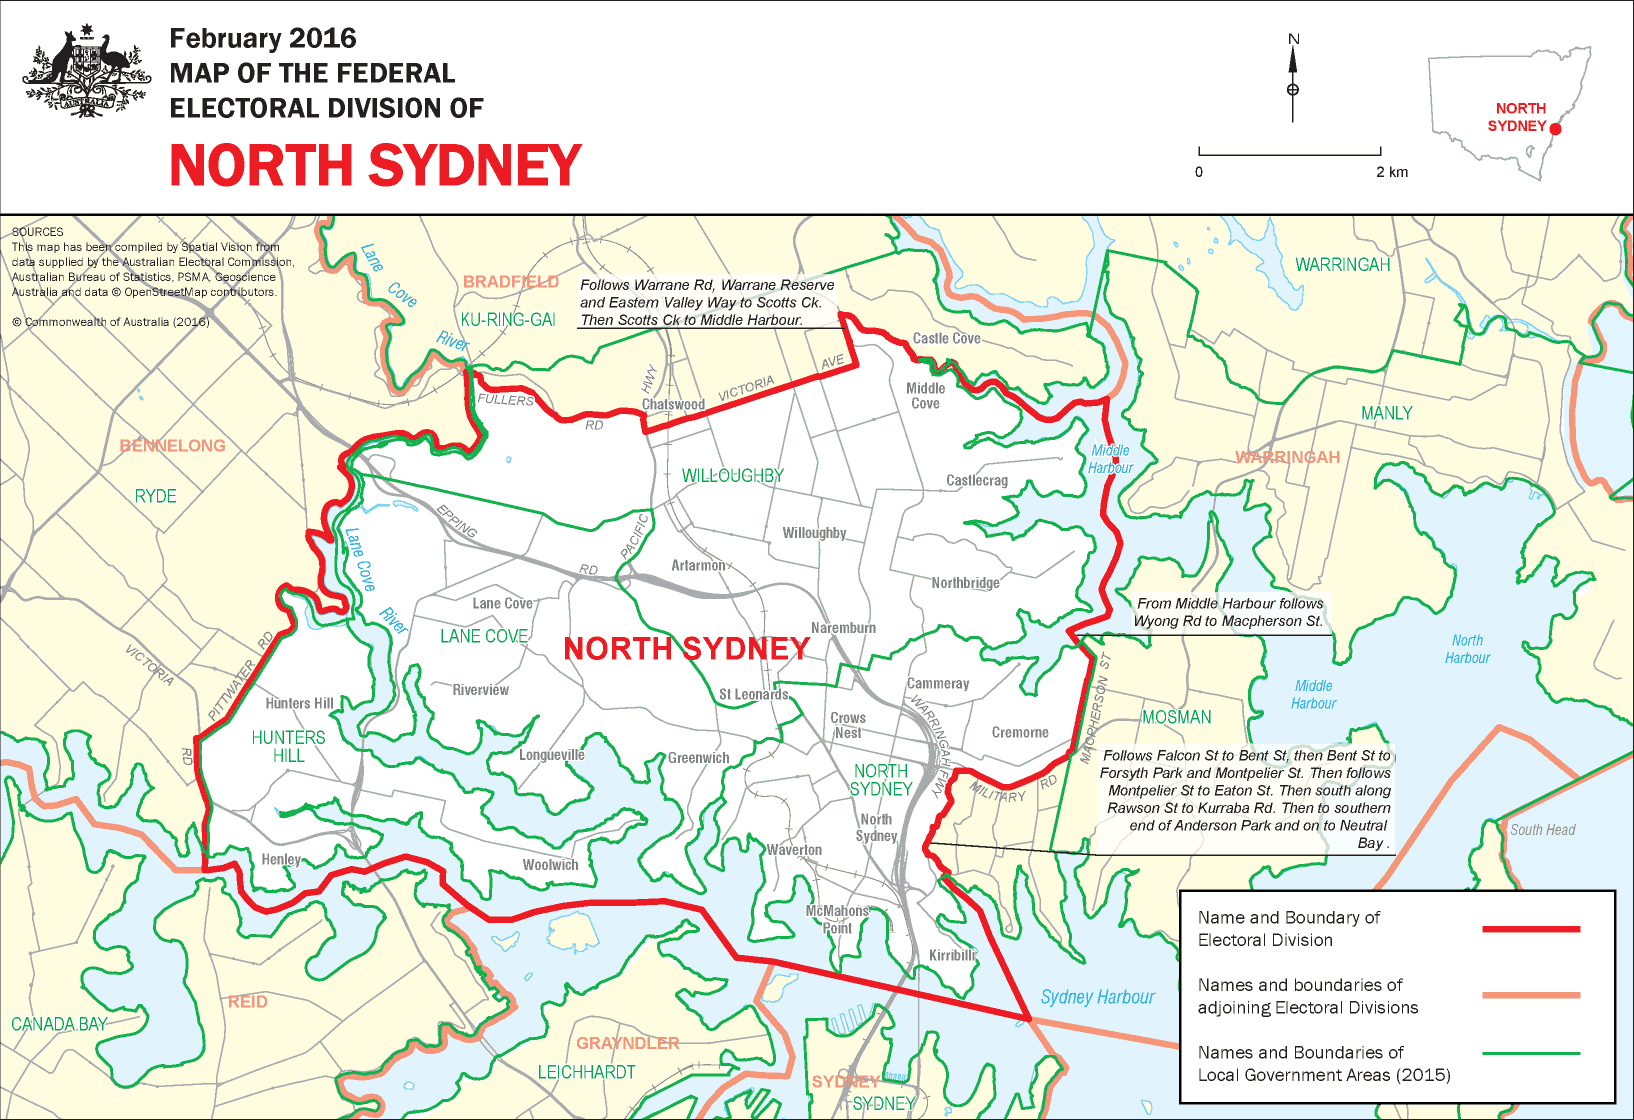 February 2016
MAP OF THE FEDERAL
ELECTORAL DIVISION OF
NORTH SYDNEY
AUSTRALIA
N
0
2 km
NORTH
SYDNEY
SOURCES
This map has been compiled by Spatial Vision from
data supplied by the Australian Electoral Commission,
Australian Bureau of Statistics, PSMA, Geoscience
Australia and data © OpenStreetMap contributors.
© Commonwealth of Australia (2016)
Lane
Cove
River
BRADFIELD
KU-RING-GAI
Follows Warrane Rd, Warrane Reserve
and Eastern Valley Way to Scotts Ck.
Then Scotts Ck to Middle Harbour.
Castle Cove
WARRINGAH
FULLERS
RD
HWY
Chatswood
VICTORIA
AVE
Middle
Cove
MANLY
BENNELONG
RYDE
WILLOUGHBY
Middle
Harbour
Castlecrag
WARRINGAH
EPPING
RD
PACIFIC
Willoughby
Artarmon
Northbridge
Lane Cove
River
Lane Cove
LANE COVE
NORTH SYDNEY
Naremburn
From Middle Harbour follows
Wyong Rd to Macpherson St.
North
Harbour
VICTORIA
RD
PITTWATER RD
Hunters Hill
Riverview
St Leonards
Cammeray
MACPHERSON ST
Middle
Harbour
HUNTERS
HILL
Longueville
Greenwich
Crows
Nest
WARRINGAH FWY
Cremorne
MOSMAN
NORTH
SYDNEY
MILITARY RD
Follows Falcon St to Bent St, then Bent St to
Forsyth Park and Montpelier St. Then follows
Montpelier St to Eaton St. Then south along
Rawson St to Kurraba Rd. Then to southern
end of Anderson Park and on to Neutral
Bay .
North
Sydney
South Head
Henley
Woolwich
Waverton
McMahons
Point
Kirribilli
Sydney Harbour
REID
CANADA BAY
GRAYNDLER
LEICHHARDT
SYDNEY
SYDNEY
Name and Boundary of
Electoral Division
Names and boundaries of
adjoining Electoral Divisions
Names and Boundaries of
Local Government Areas (2015)